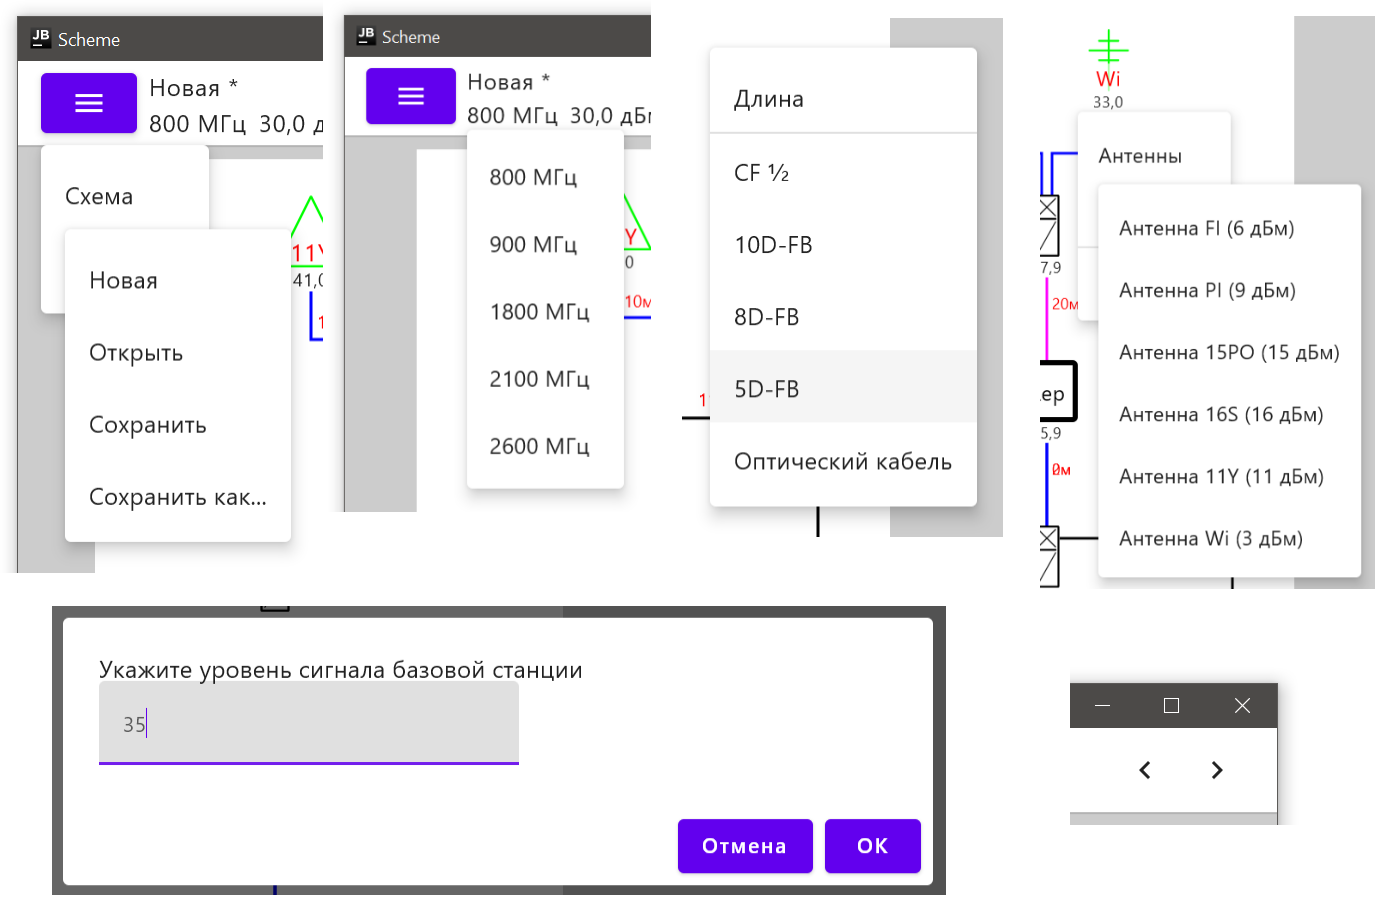 JB Scheme
Новая *
800 МГц 30,0 д
Схема
Новая
Открыть
Сохранить
Сохранить как...
11Y
41,0
1
JB Scheme
Новая *
800 МГц 30,0 дБм
800 МГц
900 МГц
1800 МГц
2100 МГц
2600 МГц
Y
0
10м
Длина
CF ½
10D-FB
8D-FB
5D-FB
Оптический кабель
1
Wi
33,0
Антенны
Антенна FI (6 дБм)
Антенна PI (9 дБм)
Антенна 15PO (15 дБм)
Антенна 16S (16 дБм)
Антенна 11Y (11 дБм)
Антенна Wi (3 дБм)
7,9
20м
ер
5,9
Укажите уровень сигнала базовой станции
35
Отмена
ОК